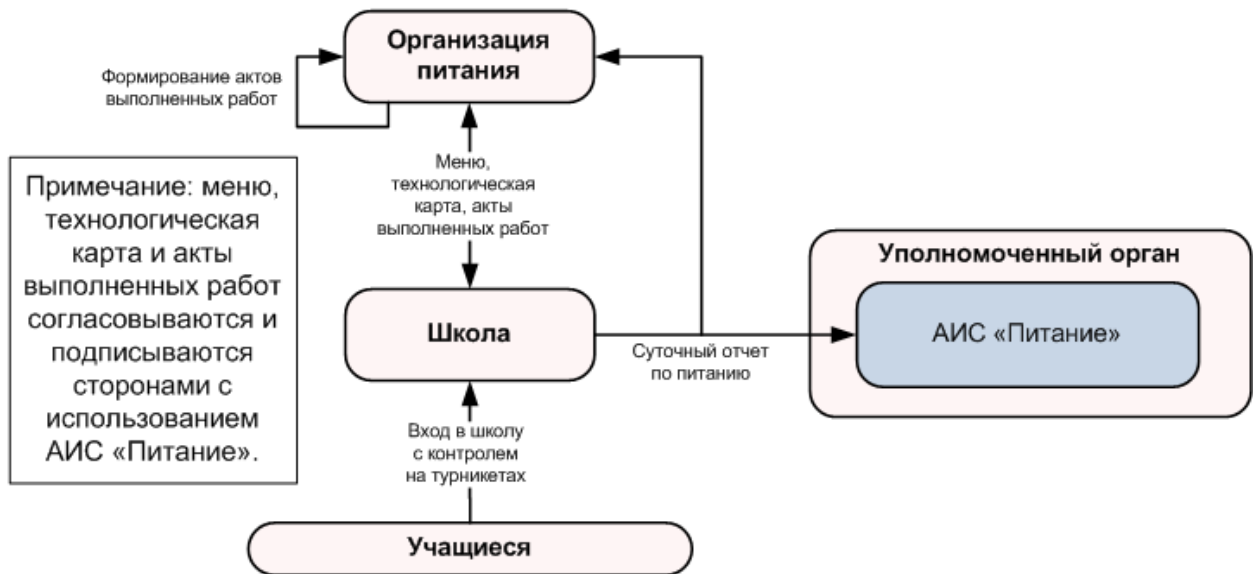 Организация
питания
Формирование актов
выполненных работ
Меню,
технологическая
карта, акты
выполненных работ
Примечание: меню,
технологическая
карта и акты
выполненных работ
согласовываются и
подписываются
сторонами с
использованием
АИС «Питание».
Уполномоченный орган
АИС «Питание»
Школа
Суточный отчет
по питанию
Вход в школу
с контролем
на турникетах
Учащиеся